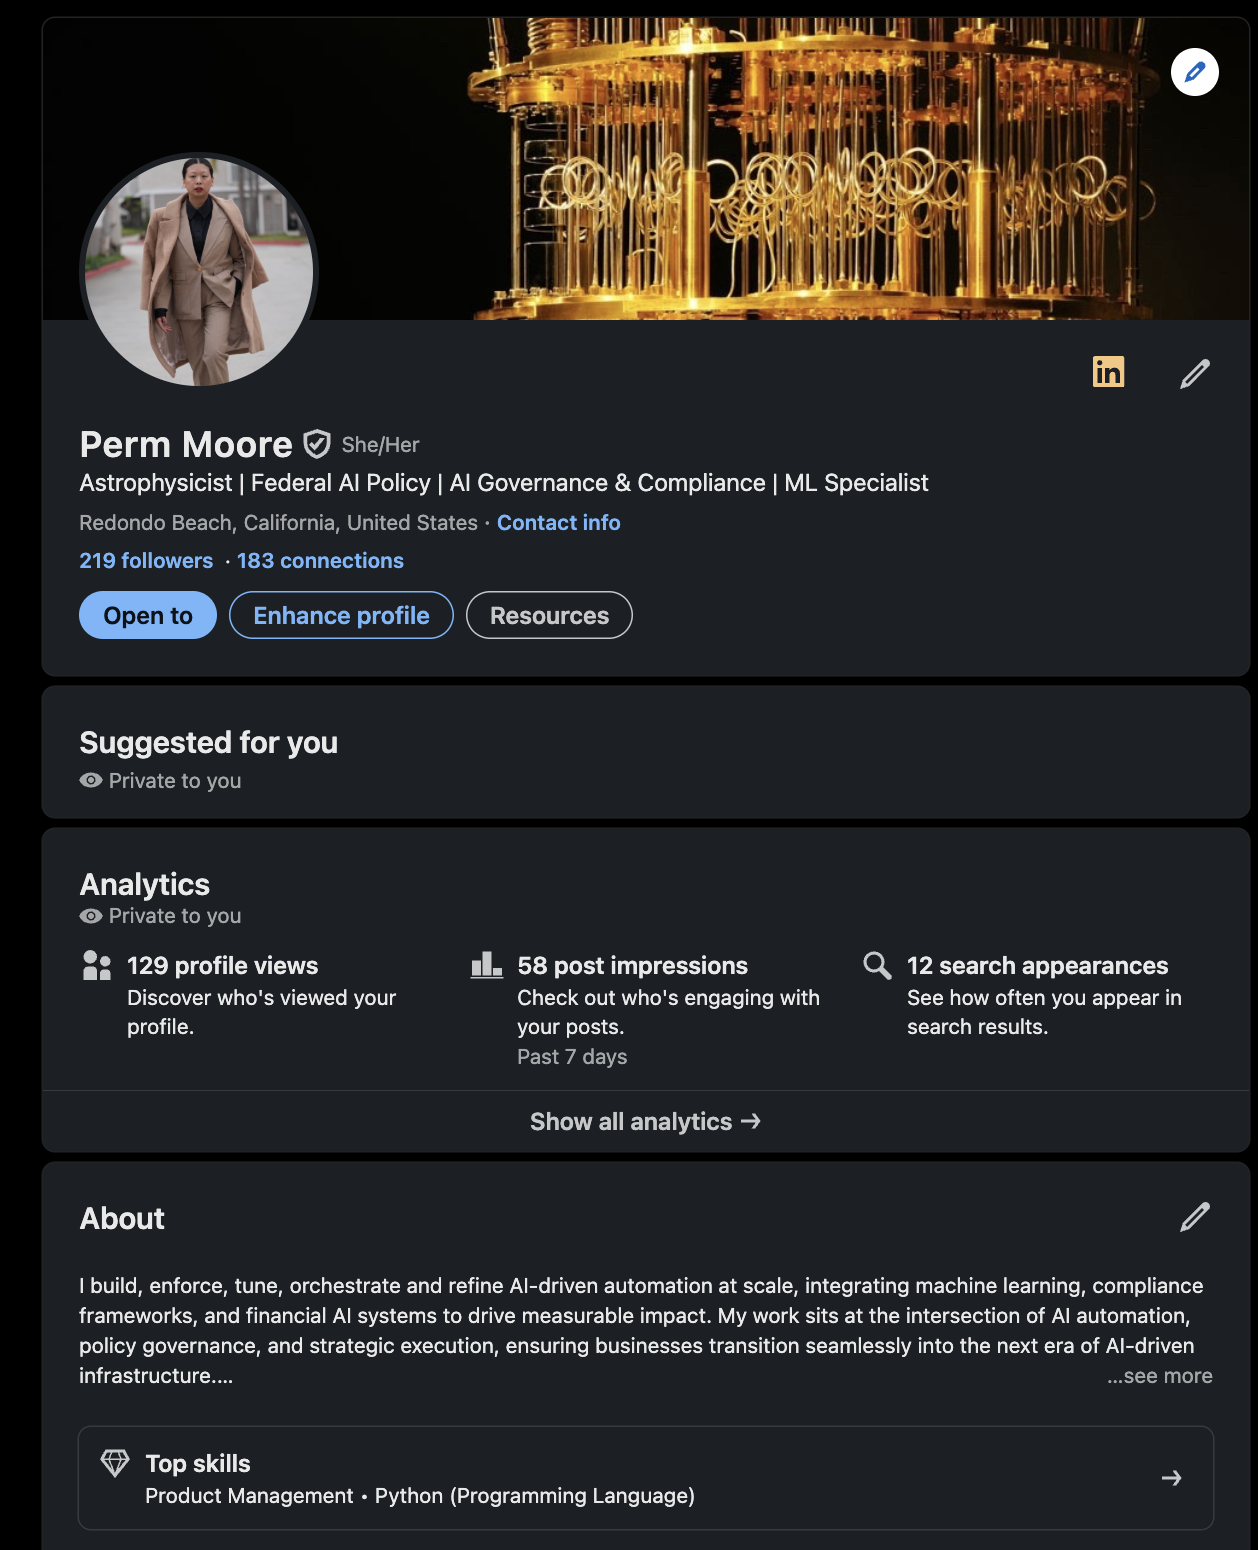 in
Perm Moore She/Her
Astrophysicist | Federal AI Policy | AI Governance & Compliance | ML Specialist
Redondo Beach, California, United States · Contact info
219 followers · 183 connections
Open to Enhance profile Resources
Suggested for you
Private to you
Analytics
Private to you
129 profile views
Discover who's viewed your
profile.
58 post impressions
Check out who's engaging with
your posts.
Past 7 days
12 search appearances
See how often you appear in
search results.
Show all analytics →
About
I build, enforce, tune, orchestrate and refine AI-driven automation at scale, integrating machine learning, compliance
frameworks, and financial AI systems to drive measurable impact. My work sits at the intersection of AI automation,
policy governance, and strategic execution, ensuring businesses transition seamlessly into the next era of AI-driven
infrastructure.... ...see more
Top skills
Product Management • Python (Programming Language)